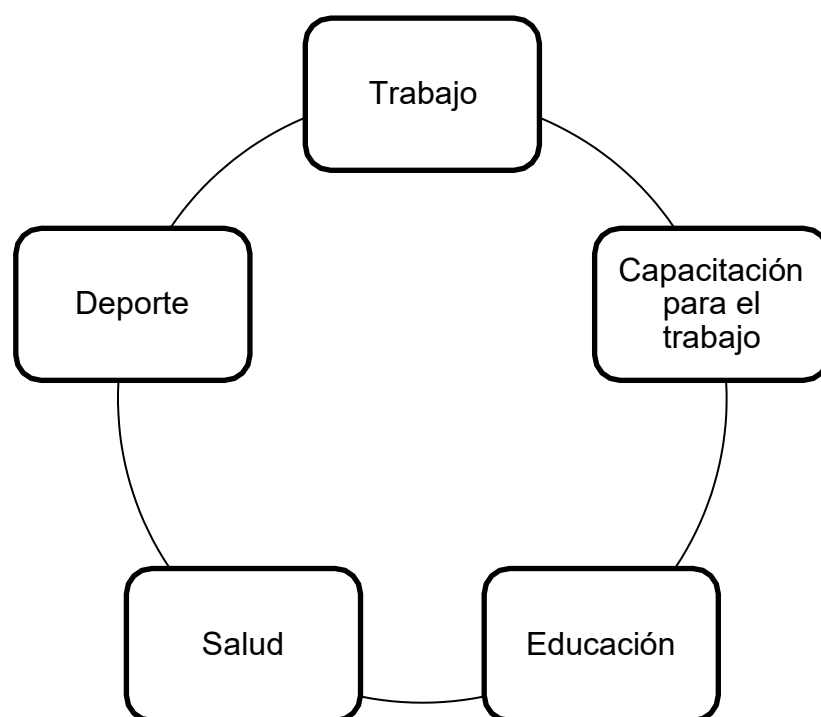 Trabajo
Deporte
Capacitación
para el
trabajo
Salud
Educación